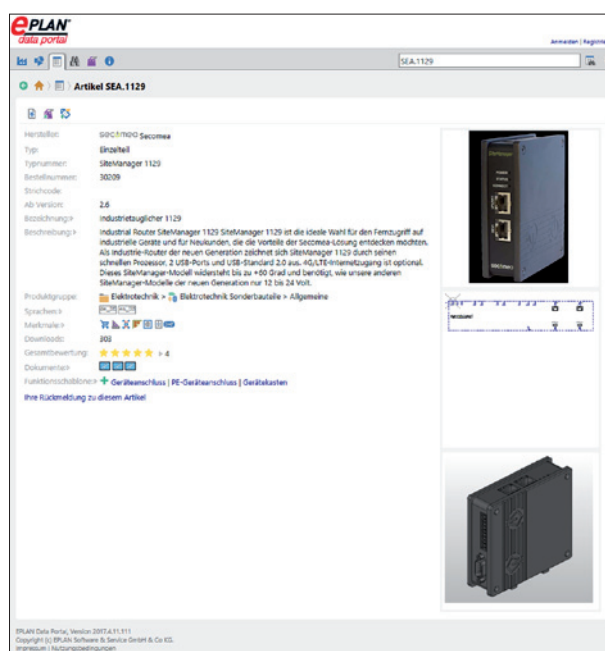 ePLAN
data portal
Anmelden | Registrie
SEA.1129
Artikel SEA.1129
Hersteller: secomea Secomea
Typ: Einzelteil
Typnummer: SiteManager 1129
Bestellnummer: 30209
Strichcode:
Ab Version: 2.6
Bezeichnung:> Industrietauglicher 1129
Beschreibung:> Industrial Router SiteManager 1129 SiteManager 1129 ist die ideale Wahl für den Fernzugriff auf
industrielle Geräte und für Neukunden, die die Vorteile der Secomea-Lösung entdecken möchten.
Als Industrie-Router der neuen Generation zeichnet sich SiteManager 1129 durch seinen
schnellen Prozessor, 2 USB-Ports und USB-Standard 2.0 aus. 4G/LTE-Internetzugang ist optional.
Dieses SiteManager-Modell widersteht bis zu +60 Grad und benötigt, wie unsere anderen
SiteManager-Modelle der neuen Generation nur 12 bis 24 Volt.
Produktgruppe: Elektrotechnik > Elektrotechnik Sonderbauteile > Allgemeine
Sprachen:>
Merkmale:>
Downloads: 303
Gesamtbewertung: > 4
Dokumente:>
Funktionsschablone:> Geräteanschluss | PE-Geräteanschluss | Gerätekasten
Ihre Rückmeldung zu diesem Artikel
EPLAN Data Portal, Version 2017.4.11.111
Copyright (c) EPLAN Software & Service GmbH & Co KG.
Impressum | Nutzungsbedingungen